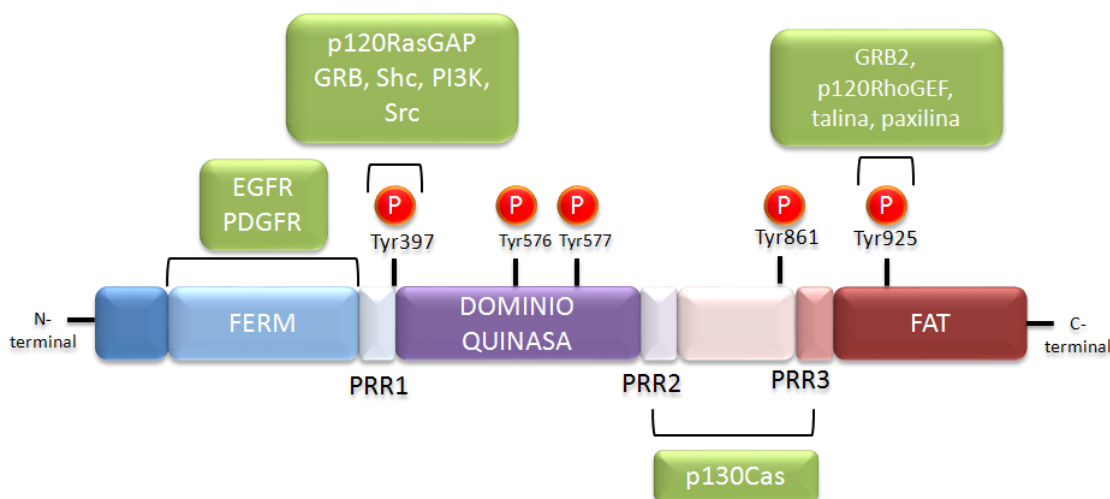 p120RasGAP
GRB, Shc, PI3K,
Src
GRB2,
p120RhoGEF,
talina, paxilina
EGFR
PDGFR
P
P
P
P
P
Tyr397
Tyr576
Tyr577
Tyr861
Tyr925
N-
terminal
FERM
DOMINIO
QUINASA
FAT
C-
terminal
PRR1
PRR2
PRR3
p130Cas